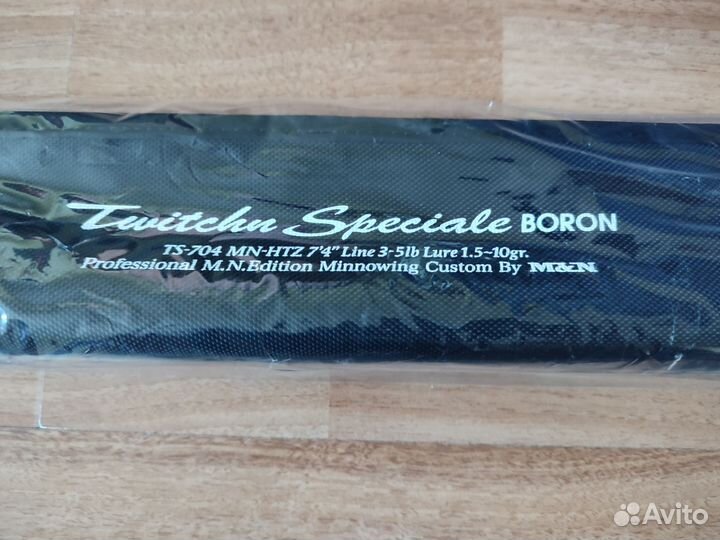 Twitchn Speciale BORON
TS-704 MN-HTZ 7'4" Line 3-5lb Lure 1.5~10gr.
Professional M.N.Edition Minnowing Custom By M&N
Avito